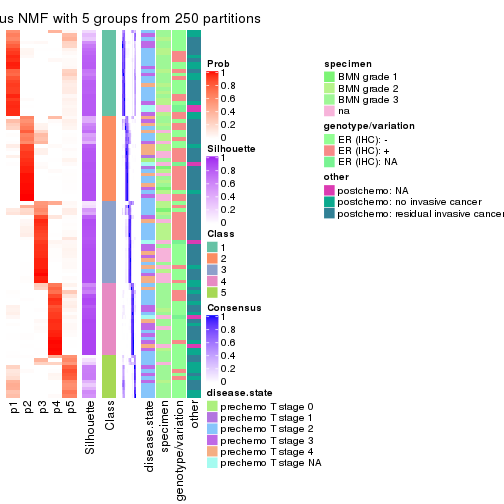 us NMF with 5 groups from 250 partitions
Prob
1
0.8
0.6
0.4
0.2
0
Silhouette
1
0.8
0.6
0.4
0.2
0
Class
1
2
3
4
5
Consensus
1
0.8
0.6
0.4
0.2
0
disease.state
prechemo T stage 0
prechemo T stage 1
prechemo T stage 2
prechemo T stage 3
prechemo T stage 4
prechemo T stage NA
specimen
BMN grade 1
BMN grade 2
BMN grade 3
na
genotype/variation
ER (IHC): -
ER (IHC): +
ER (IHC): NA
other
postchemo: NA
postchemo: no invasive cancer
postchemo: residual invasive cancer
p1
p2
p3
p4
p5
Silhouette
Class
disease.state
specimen
genotype/variation
other